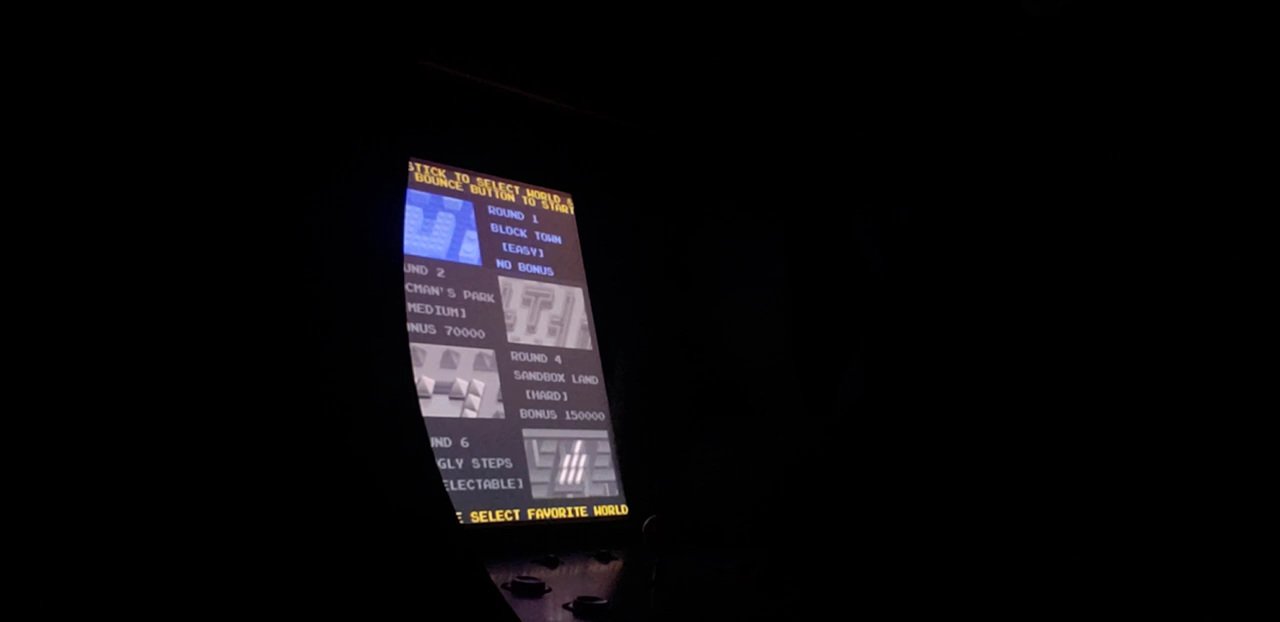 STICK TO SELECT WORLD &
BOUNCE BUTTON TO START
ROUND 1
BLOCK TOWN
[EASY]
NO BONUS
UND 2
CMAN'S PARK
MEDIUM]
NUS 70000
ROUND 4
SANDBOX LAND
[HARD]
BONUS 150000
UND 6
GLY STEPS
ELECTABLE]
E SELECT FAVORITE WORLD